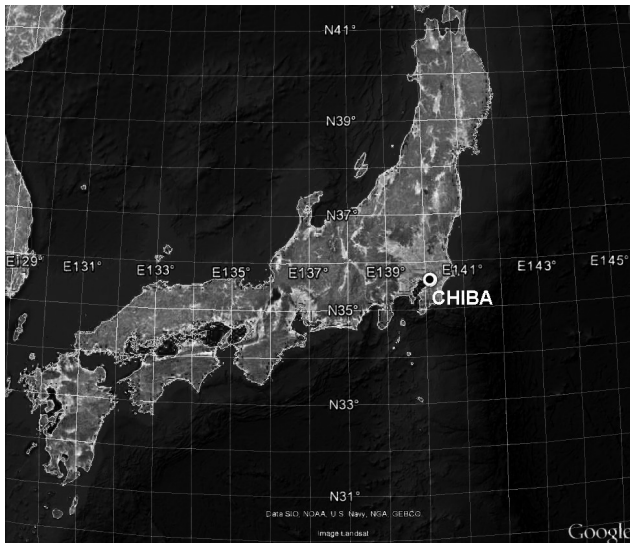 N41°
N39°
N37°
E129°
E131°
E133°
E135°
E137°
E139°
E141°
E143°
E145°
CHIBA
N35°
N33°
N31°
Data SIO, NOAA, U.S. Navy, NGA, GEBCO
Image Landsat
Google